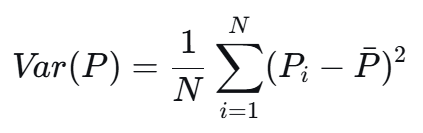 Var(P) = \frac{1}{N} \sum_{i=1}^{N} (P_i - \bar{P})^2